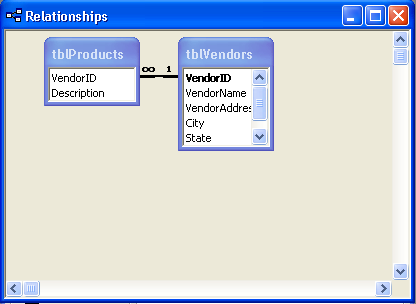 Relationships
tblProducts
VendorID
Description
∞ 1
tblVendors
VendorID
VendorName
VendorAddres
City
State